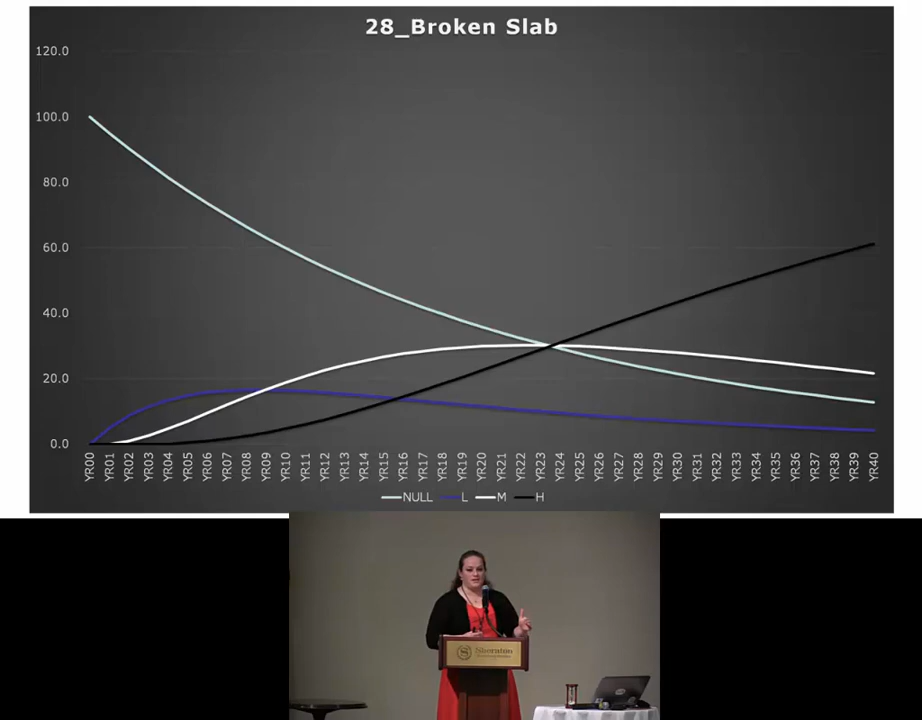 28_Broken Slab
120.0
100.0
80.0
60.0
40.0
20.0
0.0
YR00 YR01 YR02 YR03 YR04 YR05 YR06 YR07 YR08 YR09 YR10 YR11 YR12 YR13 YR14 YR15 YR16 YR17 YR18 YR19 YR20 YR21 YR22 YR23 YR24 YR25 YR26 YR27 YR28 YR29 YR30 YR31 YR32 YR33 YR34 YR35 YR36 YR37 YR38 YR39 YR40
NULL L M H
Sheraton